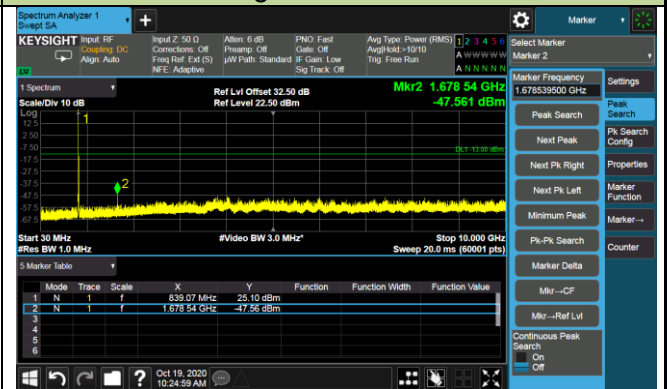 Spectrum Analyzer 1
Swept SA
+
Marker
KEYSIGHT
Input: RF
Coupling: DC
Align: Auto
Input Z: 50 Ω
Corrections: Off
Freq Ref: Ext (S)
NFE: Adaptive
Atten: 6 dB
Preamp: Off
µW Path: Standard
PNO: Fast
Gate: Off
IF Gain: Low
Sig Track: Off
Avg Type: Power (RMS)
Avg|Hold:>10/10
Trig: Free Run
1 2 3 4 5 6
A W W W W W
A N N N N N
Select Marker
Marker 2
1 Spectrum
Scale/Div 10 dB
Ref Lvl Offset 32.50 dB
Ref Level 22.50 dBm
Mkr2 1.678 54 GHz
-47.561 dBm
Log
12.5
2.50
-7.50
-17.5
-27.5
-37.5
-47.5
-57.5
-67.5
1
2
DL1 -13.00 dBm
Start 30 MHz
#Res BW 1.0 MHz
#Video BW 3.0 MHz*
Stop 10.000 GHz
Sweep 20.0 ms (60001 pts)
5 Marker Table
Mode Trace Scale X Y Function Function Width Function Value
1 N 1 f 839.07 MHz 25.10 dBm
2 N 1 f 1.678 54 GHz -47.56 dBm
3
4
5
6
Marker Frequency
1.678539500 GHz
Peak Search
Next Peak
Next Pk Right
Next Pk Left
Minimum Peak
Pk-Pk Search
Marker Delta
Mkr→CF
Mkr→Ref Lvl
Continuous Peak
Search
On
Off
Settings
Peak
Search
Pk Search
Config
Properties
Marker
Function
Marker→
Counter
?
Oct 19, 2020
10:24:59 AM